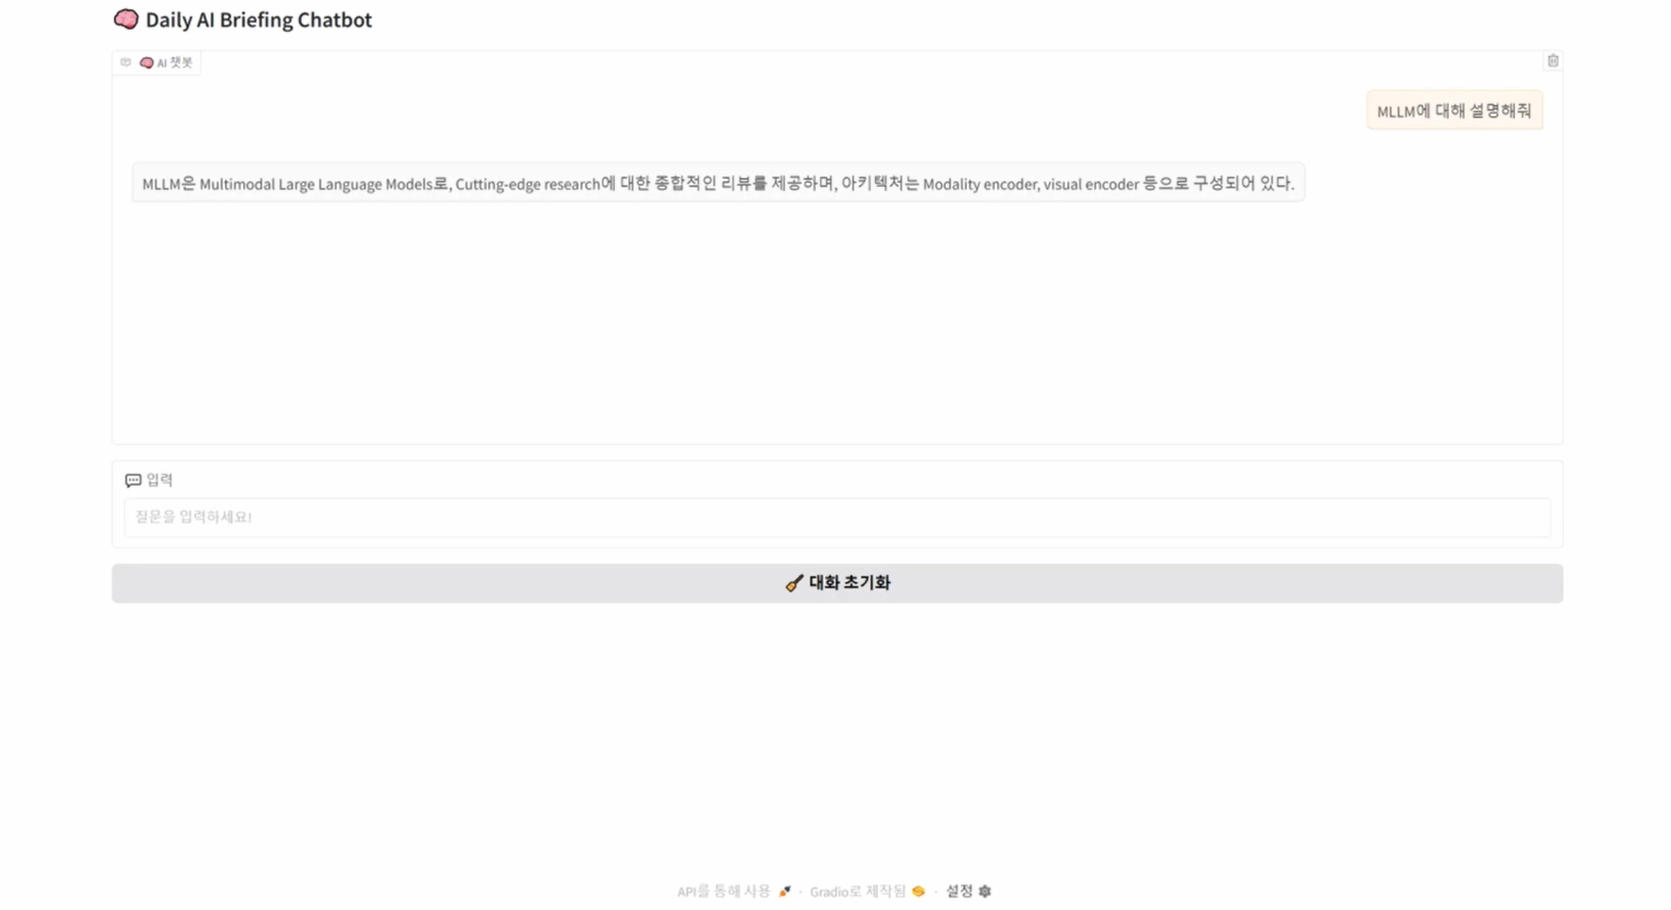 Daily AI Briefing Chatbot
AI 챗봇
MLLM에 대해 설명해줘
MLLM은 Multimodal Large Language Models로, Cutting-edge research에 대한 종합적인 리뷰를 제공하며, 아키텍처는 Modality encoder, visual encoder 등으로 구성되어 있다.
입력
질문을 입력하세요!
대화 초기화
API를 통해 사용 · Gradio로 제작됨 · 설정